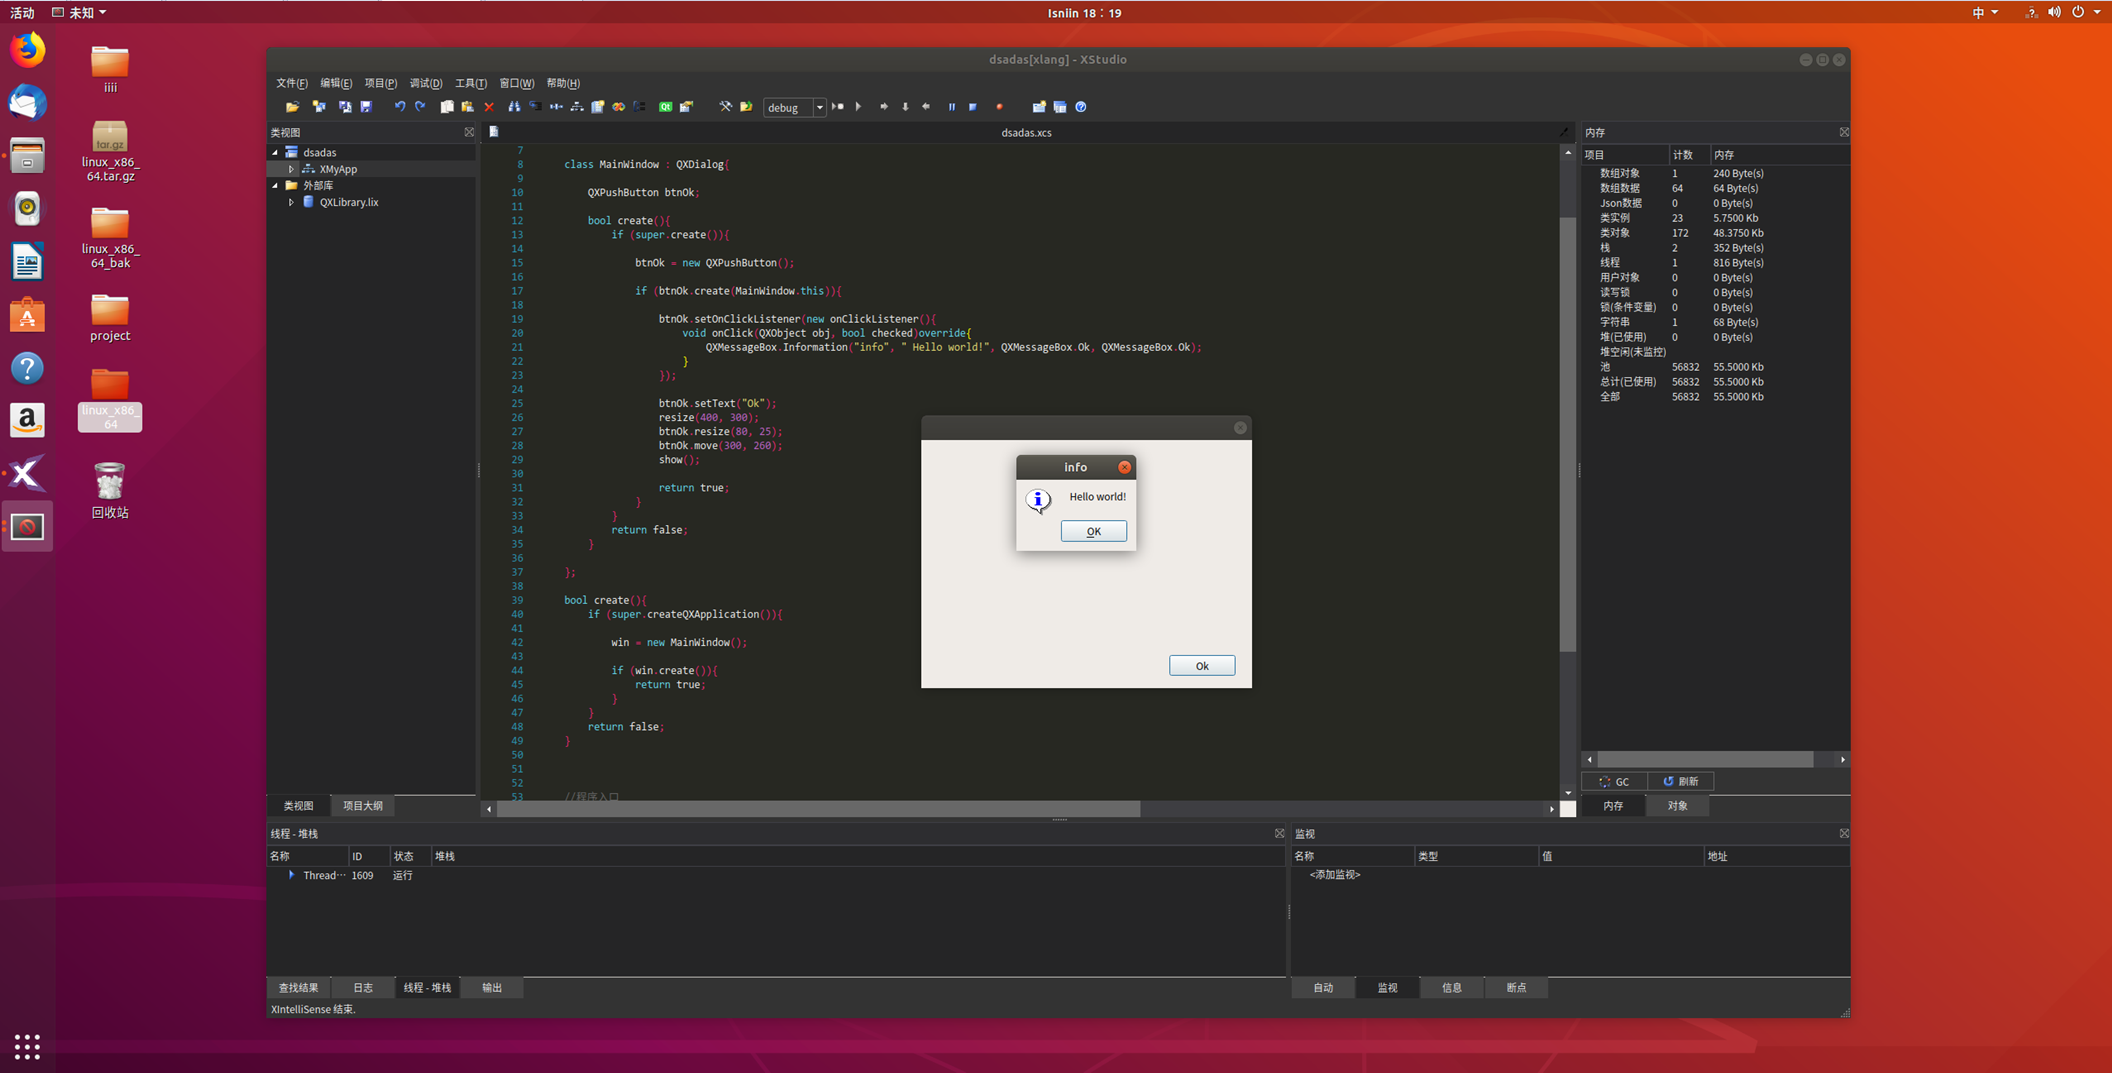 活动
未知
Isniin 18：19
中
iiii
tar.gz
linux_x86_
64.tar.gz
linux_x86_
64_bak
project
linux_x86_
64
回收站
dsadas[xlang] - XStudio
文件(F) 编辑(E) 项目(P) 调试(D) 工具(T) 窗口(W) 帮助(H)
debug
类视图
dsadas
XMyApp
外部库
QXLibrary.lix
类视图 项目大纲
dsadas.xcs
7
8 class MainWindow : QXDialog{
9
10 QXPushButton btnOk;
11
12 bool create(){
13 if (super.create()){
14
15 btnOk = new QXPushButton();
16
17 if (btnOk.create(MainWindow.this)){
18
19 btnOk.setOnClickListener(new onClickListener(){
20 void onClick(QXObject obj, bool checked)override{
21 QXMessageBox.Information("info", " Hello world!", QXMessageBox.Ok, QXMessageBox.Ok);
22 }
23 });
24
25 btnOk.setText("Ok");
26 resize(400, 300);
27 btnOk.resize(80, 25);
28 btnOk.move(300, 260);
29 show();
30
31 return true;
32 }
33 }
34 return false;
35 }
36
37 };
38
39 bool create(){
40 if (super.createQXApplication()){
41
42 win = new MainWindow();
43
44 if (win.create()){
45 return true;
46 }
47 }
48 return false;
49 }
50
51
52
53 //程序入口
info
Hello world!
OK
Ok
内存
项目 计数 内存
数组对象 1 240 Byte(s)
数组数据 64 64 Byte(s)
Json数据 0 0 Byte(s)
类实例 23 5.7500 Kb
类对象 172 48.3750 Kb
栈 2 352 Byte(s)
线程 1 816 Byte(s)
用户对象 0 0 Byte(s)
读写锁 0 0 Byte(s)
锁(条件变量) 0 0 Byte(s)
字符串 1 68 Byte(s)
堆(已使用) 0 0 Byte(s)
堆空闲(未监控)
池 56832 55.5000 Kb
总计(已使用) 56832 55.5000 Kb
全部 56832 55.5000 Kb
GC 刷新
内存 对象
线程 - 堆栈
名称 ID 状态 堆栈
Thread··· 1609 运行
查找结果 日志 线程 - 堆栈 输出
监视
名称 类型 值 地址
<添加监视>
自动 监视 信息 断点
XIntelliSense 结束.